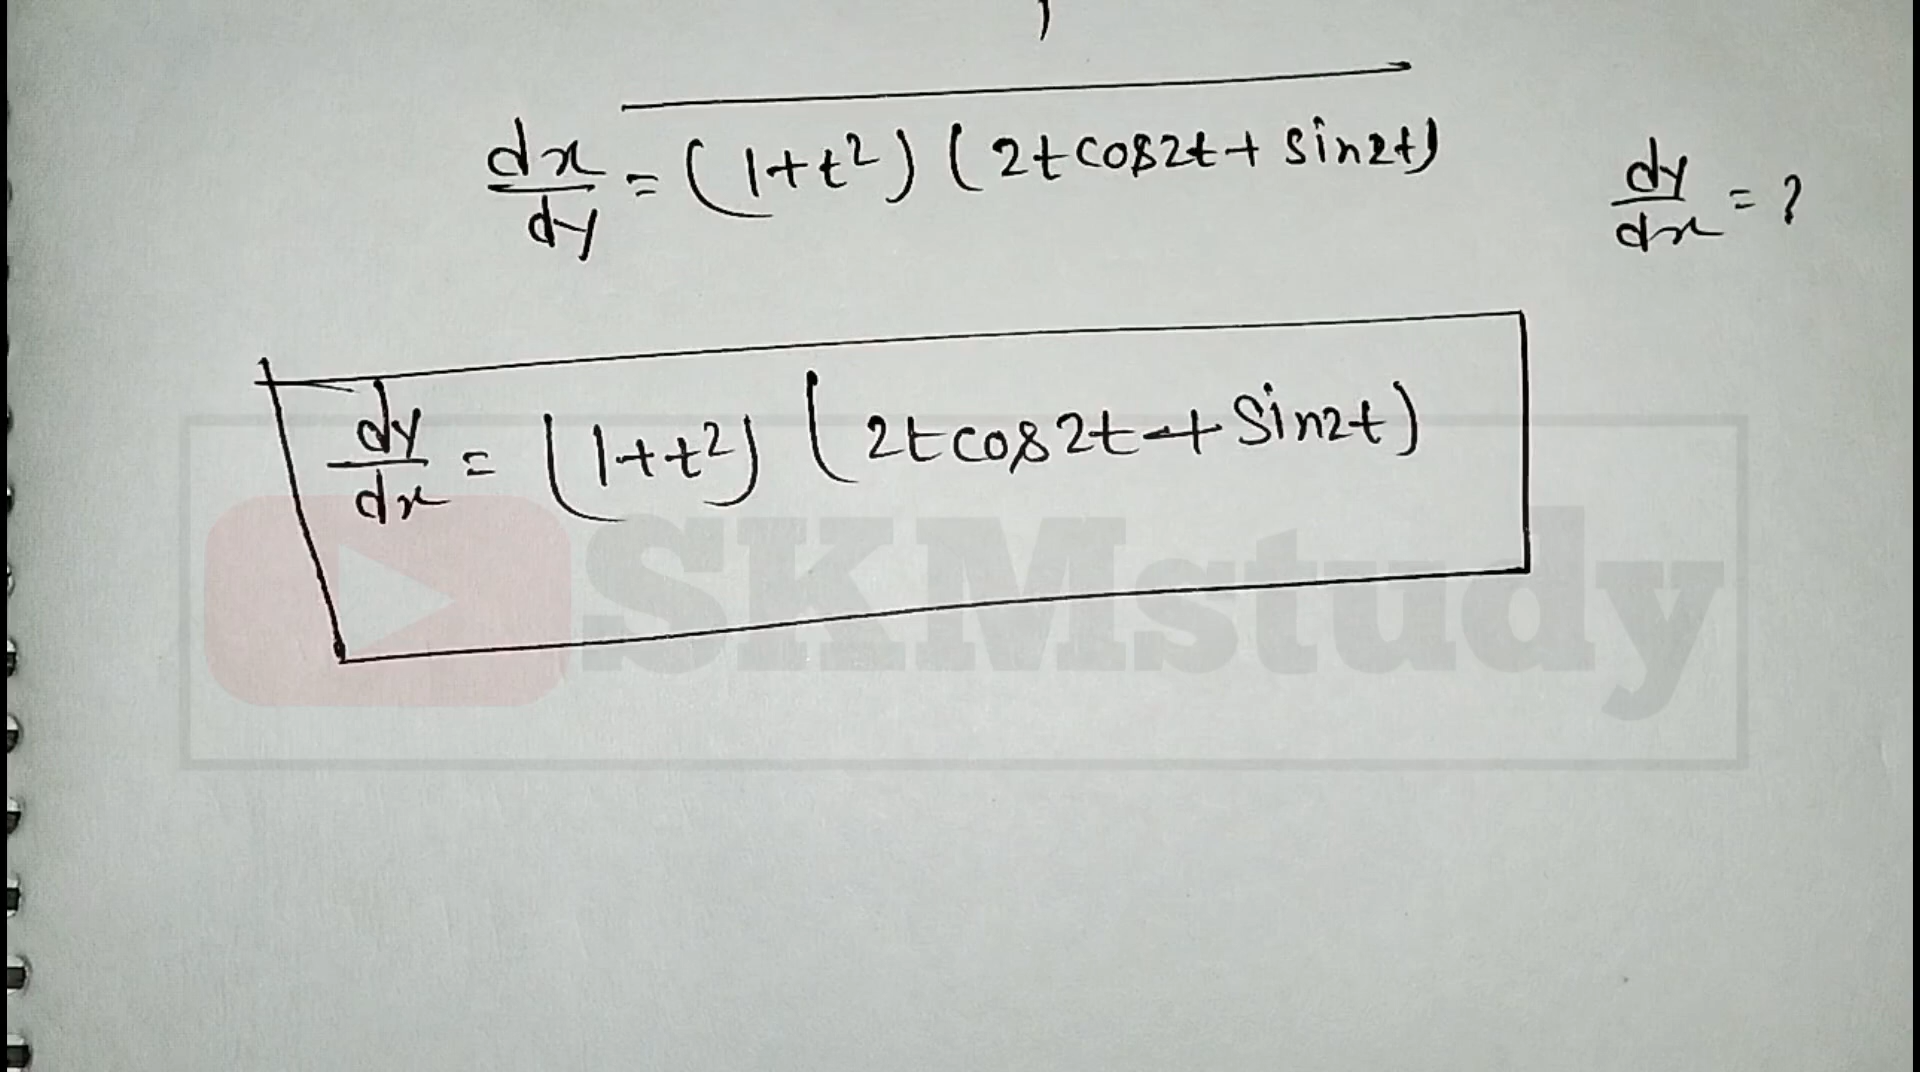 dx/dy = (1+t²) (2t cos2t + sin2t)
dy/dx = ?
dy/dx = (1+t²) (2t cos2t + Sin2t)
SKMstudy